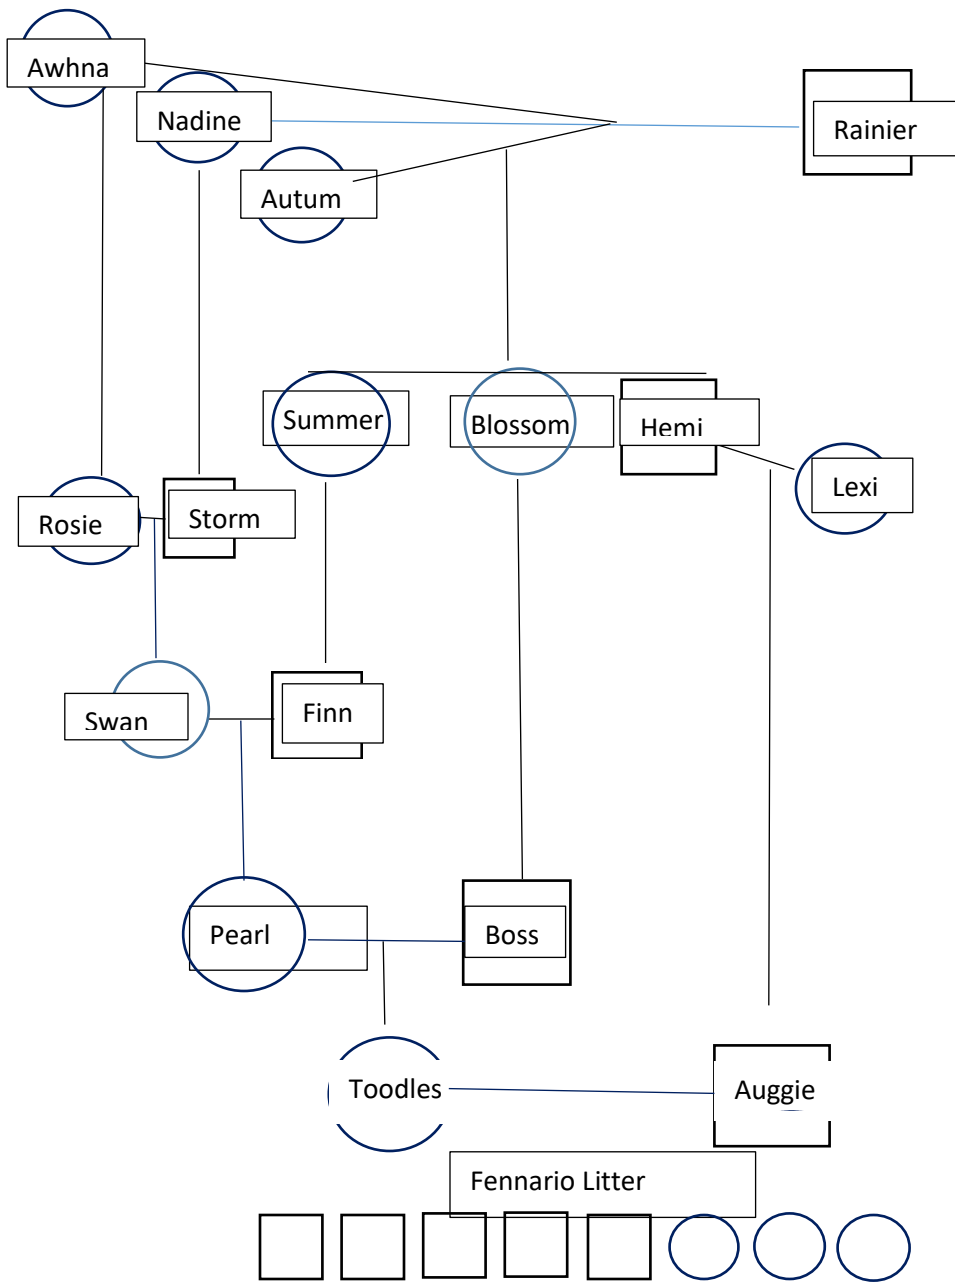 Awhna
Nadine
Rainier
Autum
Summer
Blossom
Hemi
Lexi
Rosie
Storm
Swan
Finn
Pearl
Boss
Toodles
Auggie
Fennario Litter